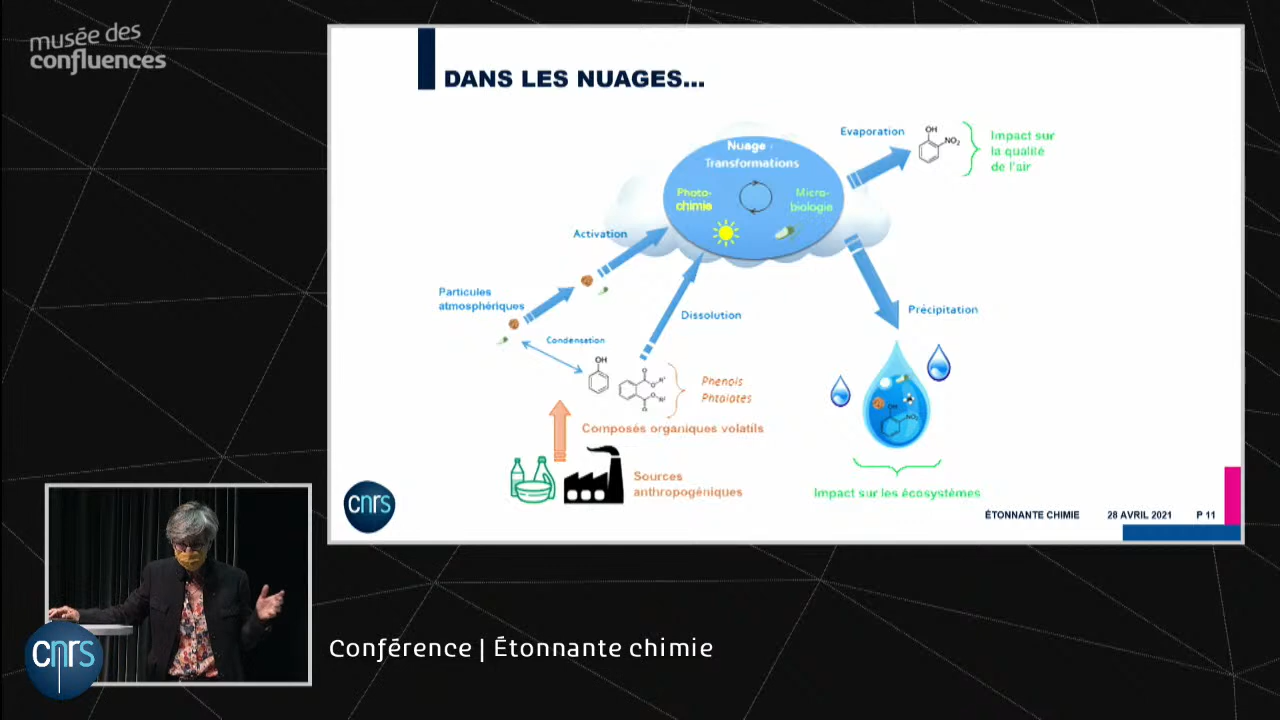 musée des
confluences
DANS LES NUAGES...
Nuage :
Transformations
Photo-
chimie
Micro-
biologie
Evaporation
OH
NO₂
Impact sur
la qualité
de l'air
Activation
Particules
atmosphériques
Condensation
Dissolution
Précipitation
OH
Phenols
Phtalates
Composés organiques volatils
Sources
anthropogéniques
OH
NO₂
Impact sur les écosystèmes
cnrs
ÉTONNANTE CHIMIE
28 AVRIL 2021
P 11
cnrs
Conférence | Étonnante chimie